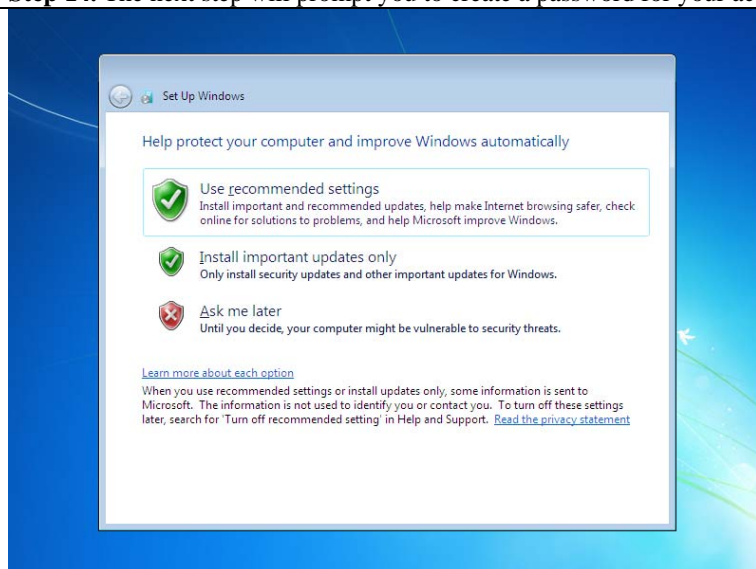 The next step will prompt you to create a password for your
Set Up Windows
Help protect your computer and improve Windows automatically
Use recommended settings
Install important and recommended updates, help make Internet browsing safer, check
online for solutions to problems, and help Microsoft improve Windows.
Install important updates only
Only install security updates and other important updates for Windows.
Ask me later
Until you decide, your computer might be vulnerable to security threats.
Learn more about each option
When you use recommended settings or install updates only, some information is sent to
Microsoft. The information is not used to identify you or contact you. To turn off these settings
later, search for 'Turn off recommended setting' in Help and Support. Read the privacy statement